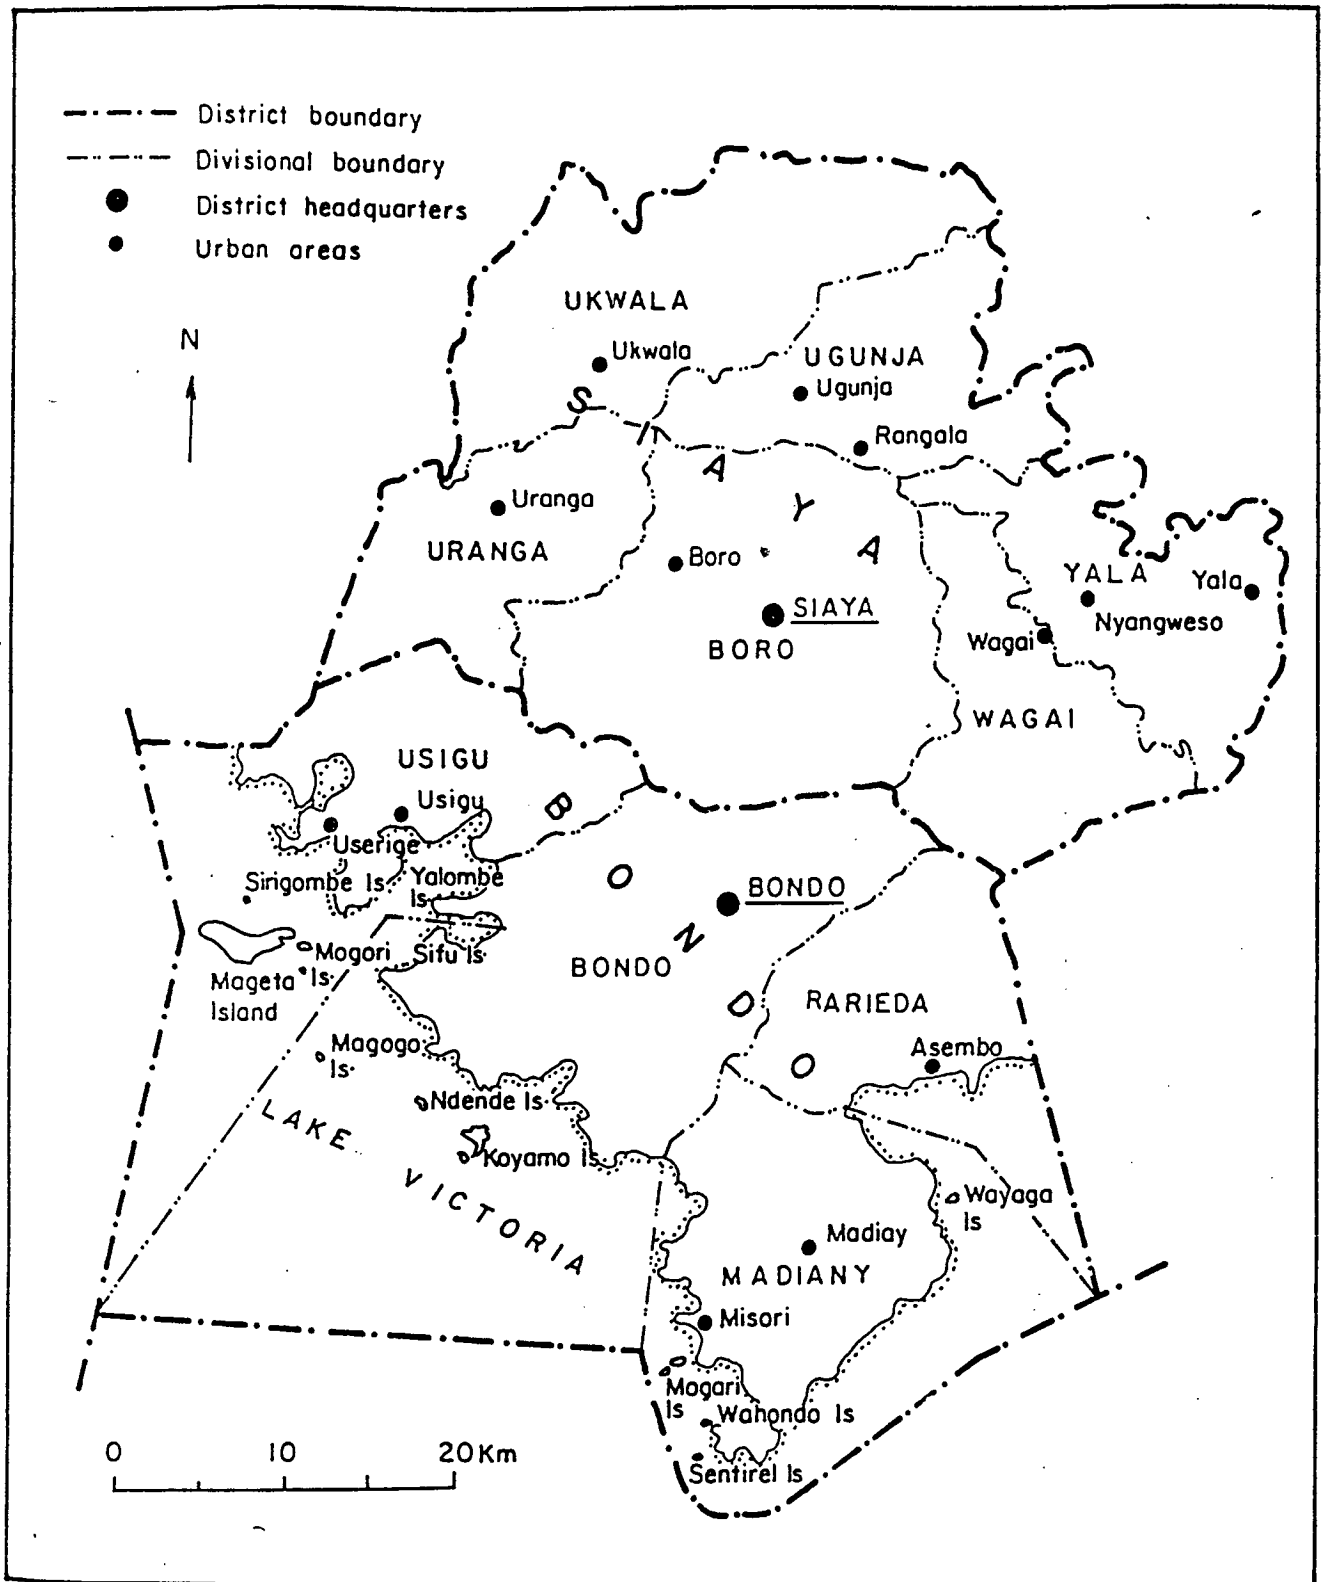 District boundary
Divisional boundary
District headquarters
Urban areas
N
UKWALA
Ukwala
UGUNJA
Ugunja
Rangala
SIAYA
Uranga
URANGA
Boro
SIAYA
BORO
YALA
Yala
Nyangweso
Wagai
WAGAI
USIGU
Usigu
Userige
BONDO
Sirigombe Is
Yalombe
Is.
BONDO
Mogori
Is.
Sifu Is.
Mageta
Island
BONDO
RARIEDA
Asembo
Magogo
Is.
Ndende Is.
Koyamo Is.
LAKE VICTORIA
Wayaga
Is
Madiay
MADIANY
Misori
Mogari
Is
Wahondo Is
Sentirel Is
0 10 20Km